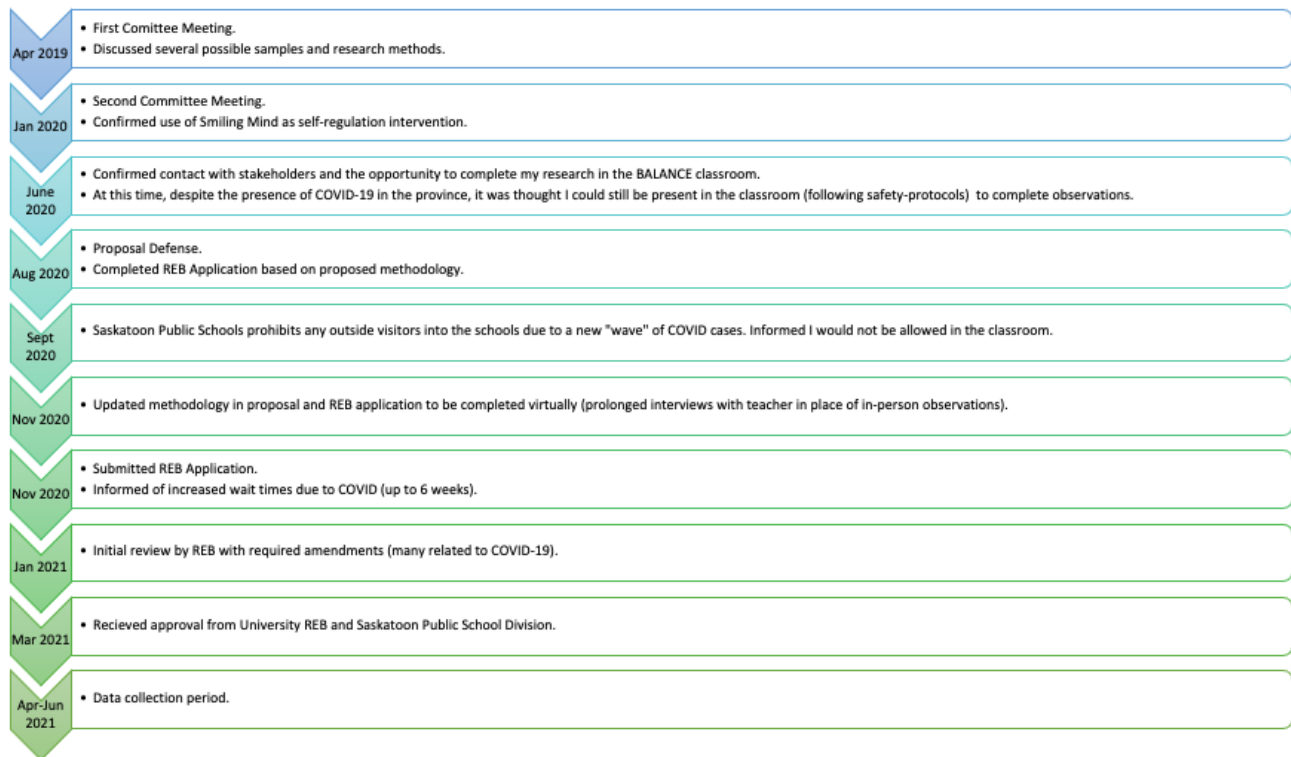 Apr 2019
• First Comittee Meeting.
• Discussed several possible samples and research methods.
Jan 2020
• Second Committee Meeting.
• Confirmed use of Smiling Mind as self-regulation intervention.
June
2020
• Confirmed contact with stakeholders and the opportunity to complete my research in the BALANCE classroom.
• At this time, despite the presence of COVID-19 in the province, it was thought I could still be present in the classroom (following safety-protocols) to complete observations.
Aug 2020
• Proposal Defense.
• Completed REB Application based on proposed methodology.
Sept
2020
• Saskatoon Public Schools prohibits any outside visitors into the schools due to a new "wave" of COVID cases. Informed I would not be allowed in the classroom.
Nov 2020
• Updated methodology in proposal and REB application to be completed virtually (prolonged interviews with teacher in place of in-person observations).
Nov 2020
• Submitted REB Application.
• Informed of increased wait times due to COVID (up to 6 weeks).
Jan 2021
• Initial review by REB with required amendments (many related to COVID-19).
Mar 2021
• Recieved approval from University REB and Saskatoon Public School Division.
Apr-Jun
2021
• Data collection period.